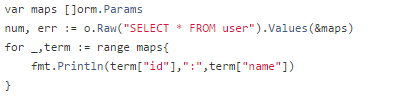 var maps []orm.Params
num, err := o.Raw("SELECT * FROM user").Values(&maps)
for _,term := range maps{
    fmt.Println(term["id"],":",term["name"])
}